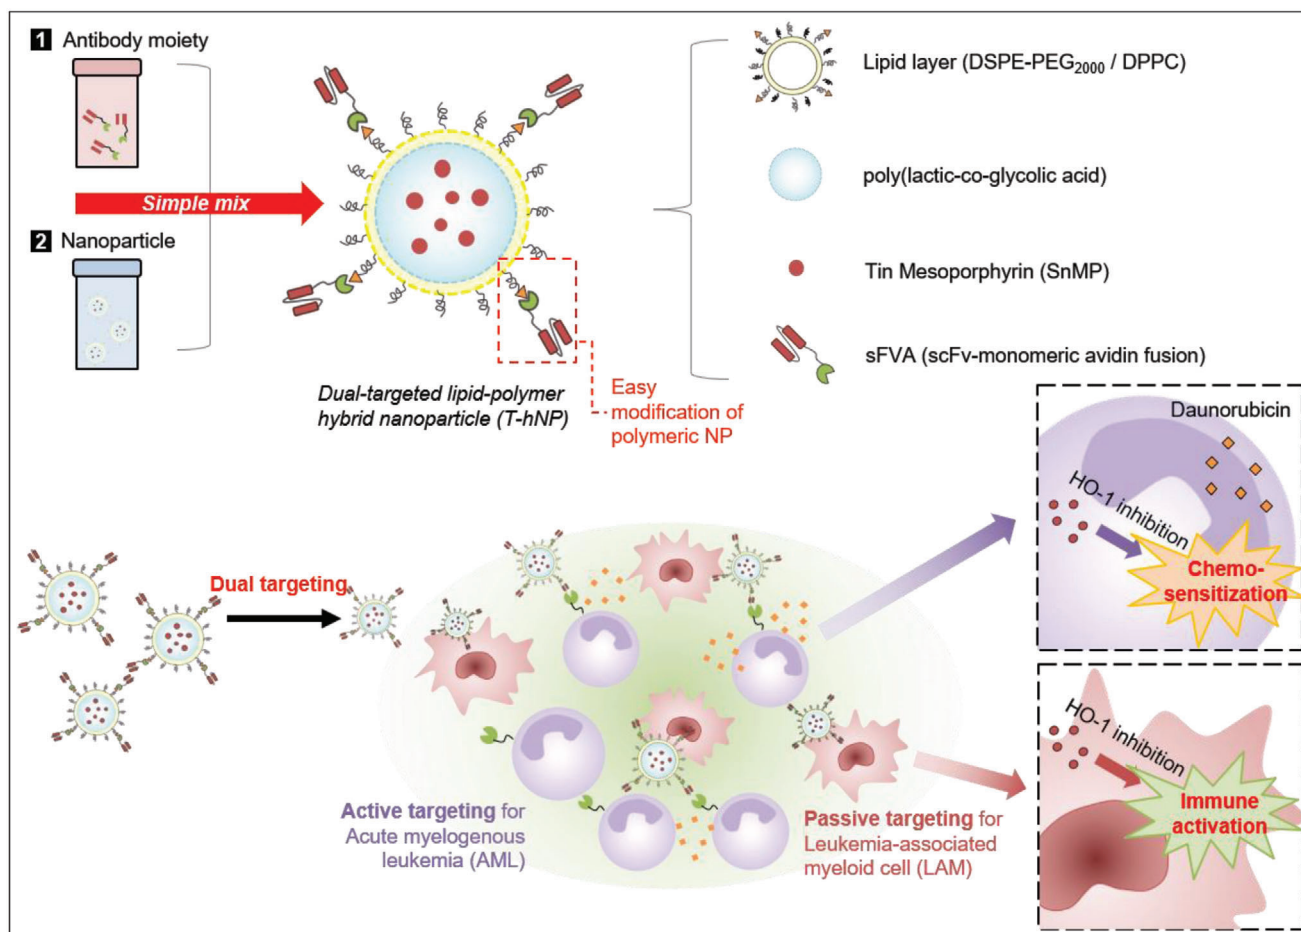 1 Antibody moiety
Simple mix
2 Nanoparticle
Dual-targeted lipid-polymer
hybrid nanoparticle (T-hNP)
Easy
modification of
polymeric NP
Lipid layer (DSPE-PEG2000 / DPPC)
poly(lactic-co-glycolic acid)
Tin Mesoporphyrin (SnMP)
sFVA (scFv-monomeric avidin fusion)
Dual targeting
Active targeting for
Acute myelogenous
leukemia (AML)
Passive targeting for
Leukemia-associated
myeloid cell (LAM)
Daunorubicin
HO-1 inhibition
Chemo-
sensitization
HO-1 inhibition
Immune
activation